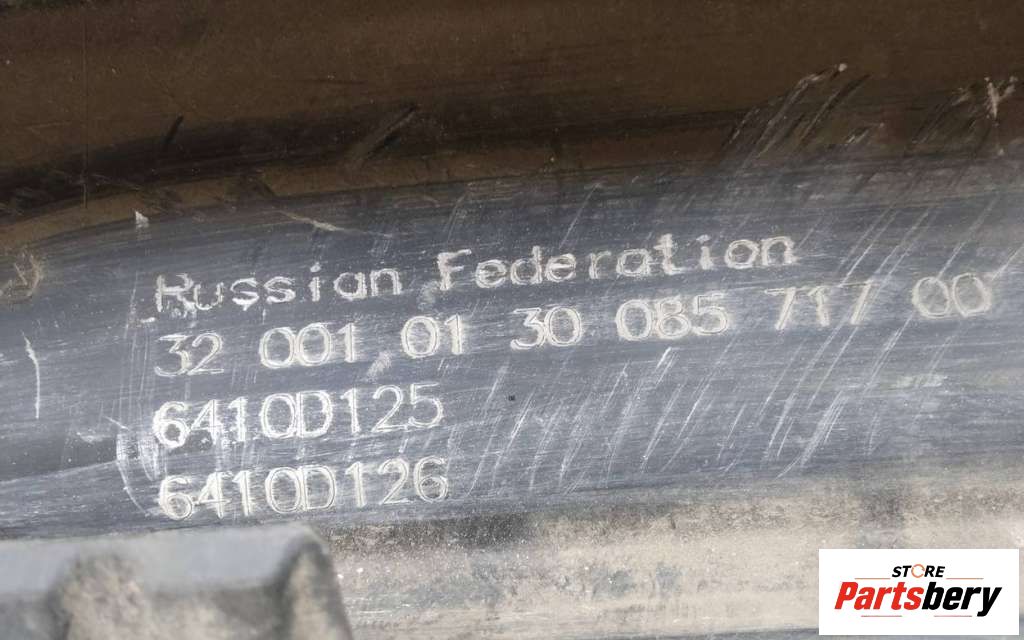 Russian Federation
32 001 01 30 085 717 00
6410D125
6410D126
STORE
Partsbery